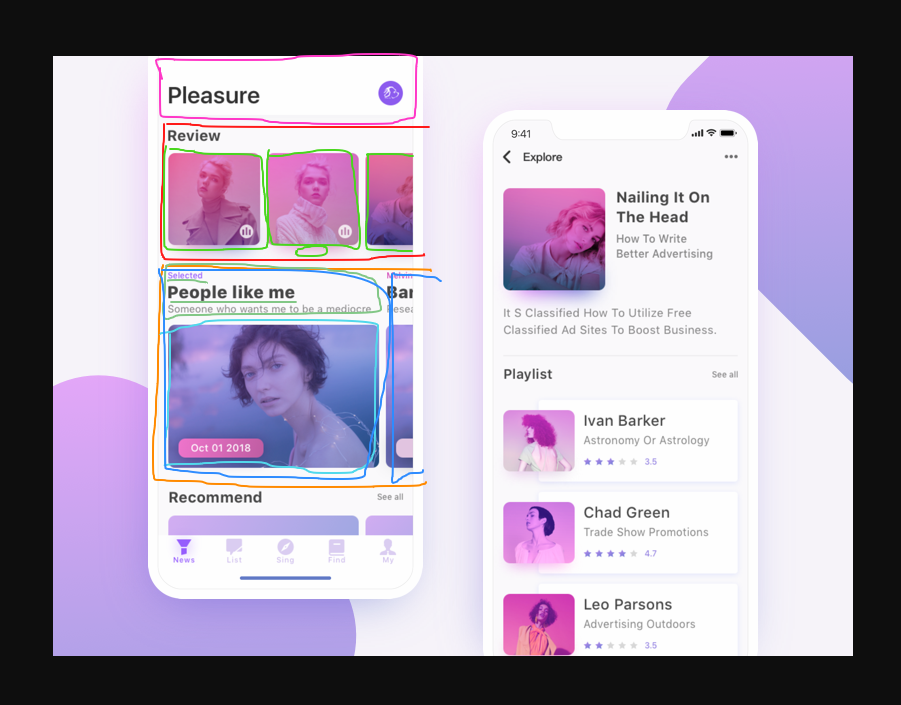 Pleasure
Review
Selected
People like me
Someone who wants me to be a mediocre
Melvin
Bar
Resea
Oct 01 2018
Recommend
See all
News
List
Sing
Find
My
9:41
Explore
Nailing It On
The Head
How To Write
Better Advertising
It S Classified How To Utilize Free
Classified Ad Sites To Boost Business.
Playlist
See all
Ivan Barker
Astronomy Or Astrology
3.5
Chad Green
Trade Show Promotions
4.7
Leo Parsons
Advertising Outdoors
3.5